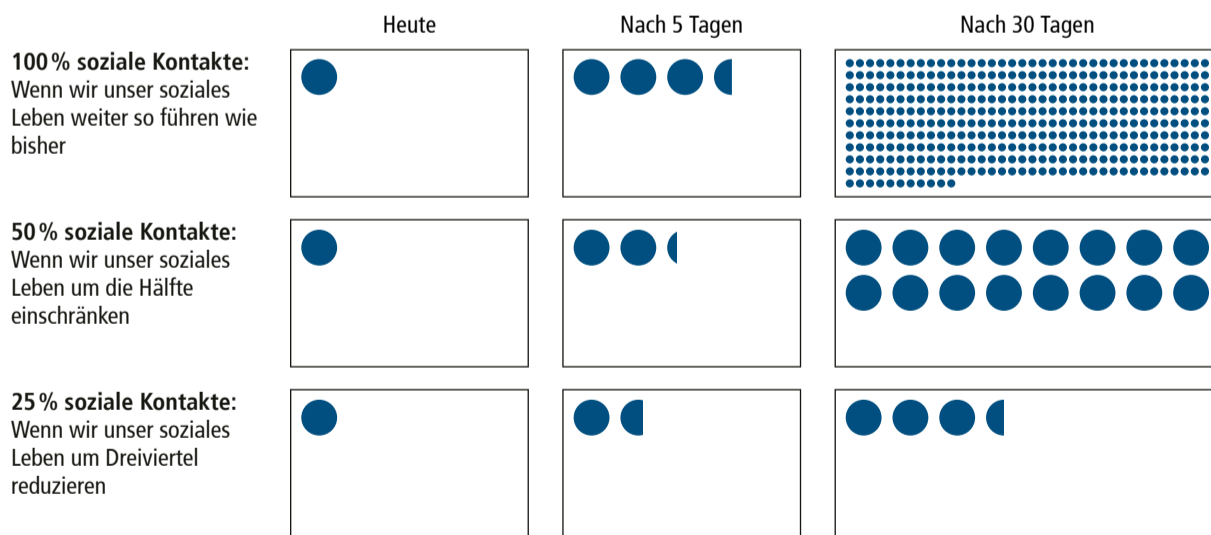 Heute
Nach 5 Tagen
Nach 30 Tagen
100 % soziale Kontakte:
Wenn wir unser soziales
Leben weiter so führen wie
bisher
50 % soziale Kontakte:
Wenn wir unser soziales
Leben um die Hälfte
einschränken
25 % soziale Kontakte:
Wenn wir unser soziales
Leben um Dreiviertel
reduzieren